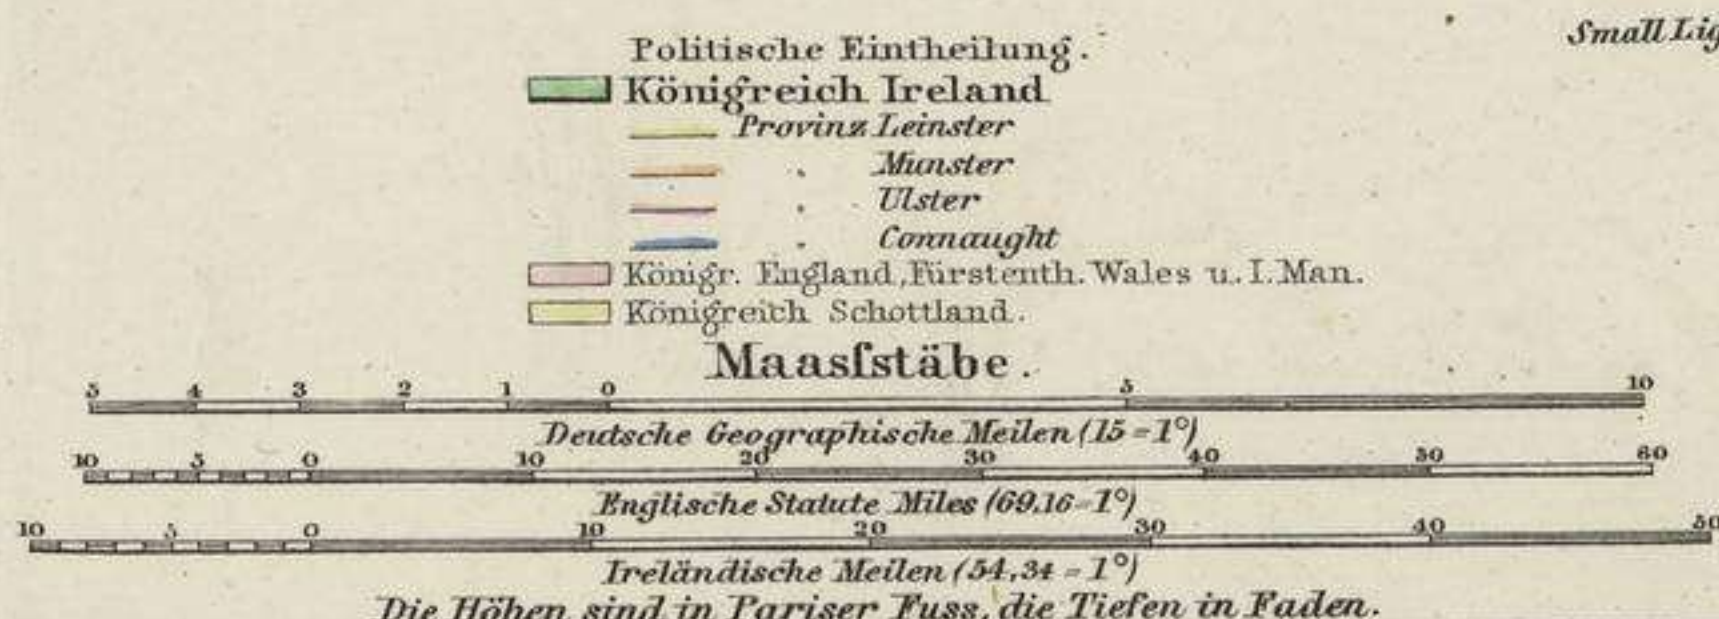 Small Lig
Politische Eintheilung.
Königreich Ireland
Provinz Leinster
" Munster
" Ulster
" Connaught
Königr. England, Fürstenth. Wales u. I. Man.
Königreich Schottland.
Maasſstäbe.
5 4 3 2 1 0 5 10
Deutsche Geographische Meilen (15 = 1°)
10 5 0 10 20 30 40 50 60
Englische Statute Miles (69,16 = 1°)
10 5 0 10 20 30 40 50
Ireländische Meilen (54,34 = 1°)
Die Höhen sind in Pariser Fuss, die Tiefen in Faden.